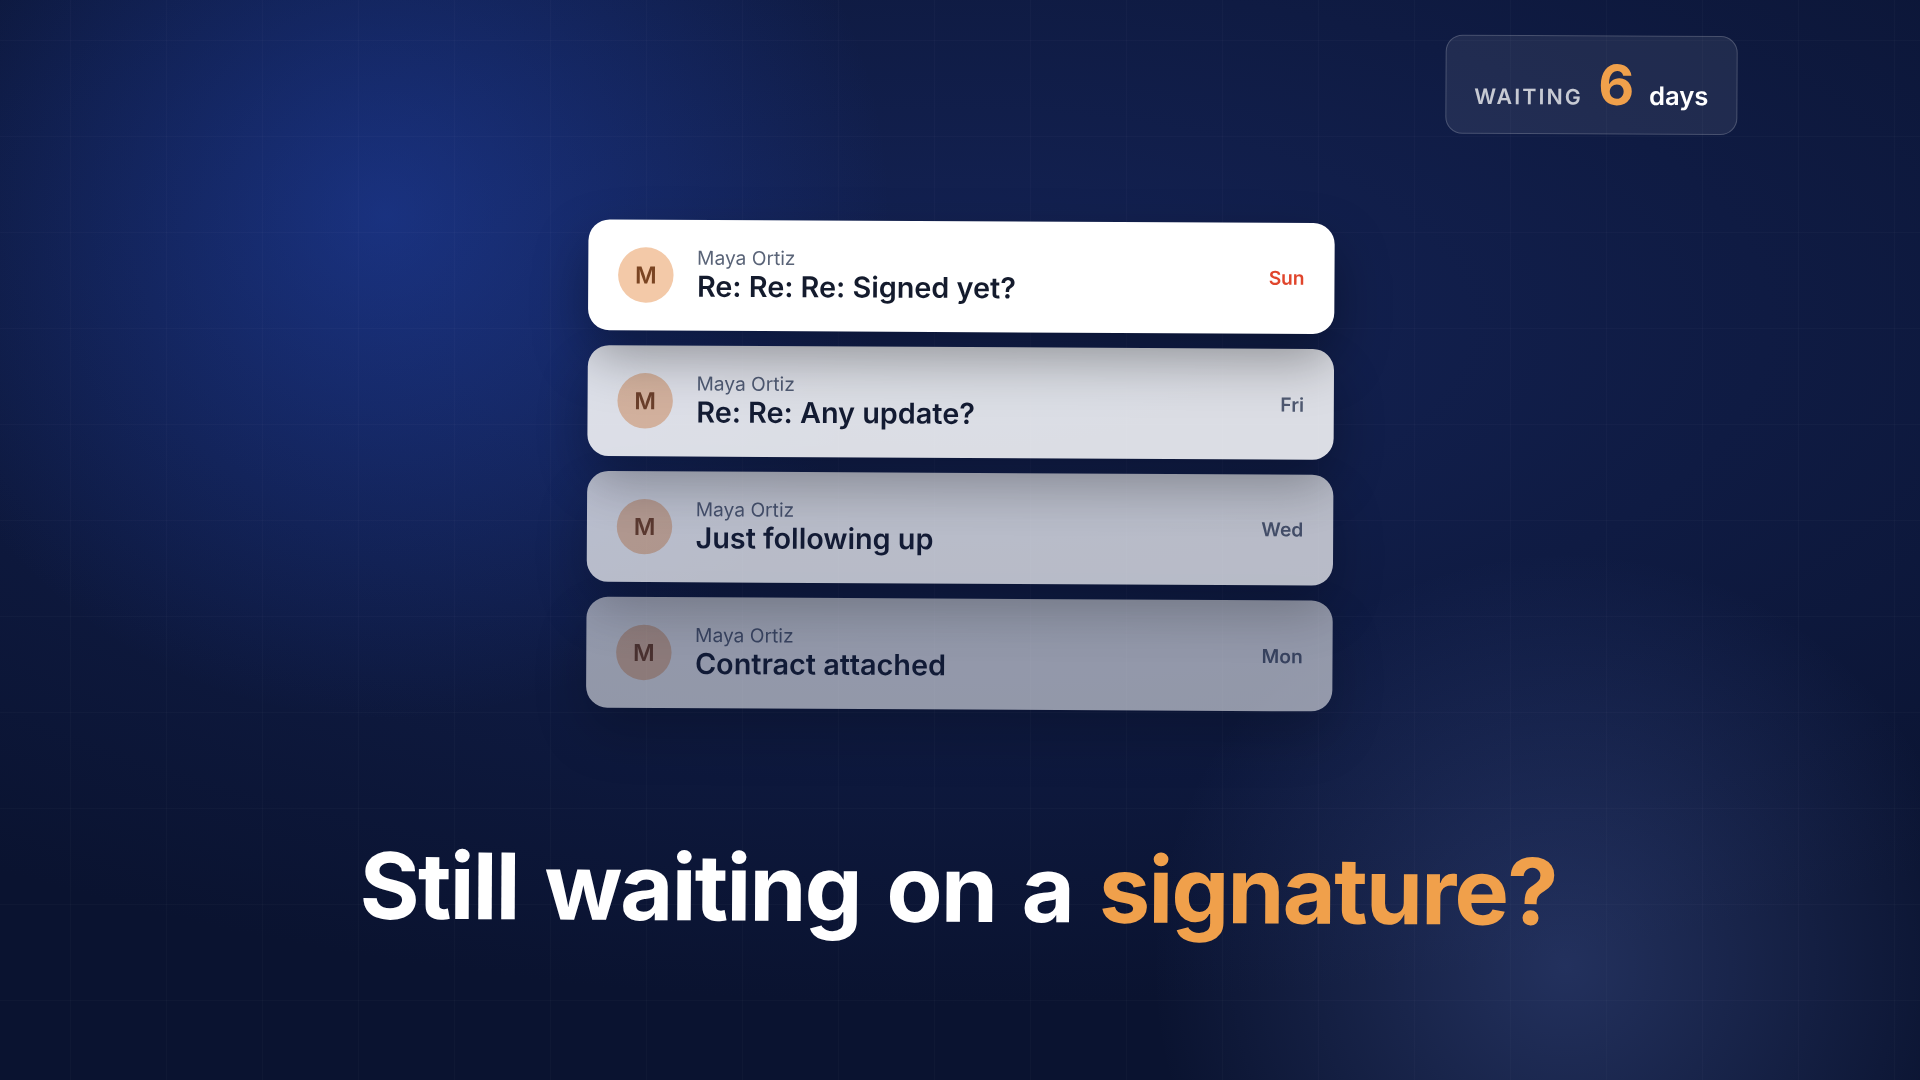 WAITING 6 days
M
Maya Ortiz
Re: Re: Re: Signed yet?
Sun
M
Maya Ortiz
Re: Re: Any update?
Fri
M
Maya Ortiz
Just following up
Wed
M
Maya Ortiz
Contract attached
Mon
Still waiting on a signature?